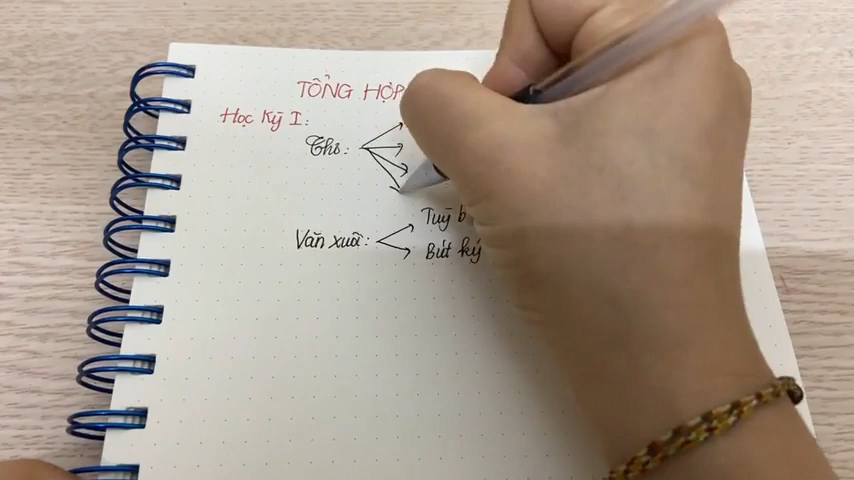 TỔNG HỢP
Học Kỳ I:
Thơ:
Văn xuôi:
Tuỳ b
Bút ký